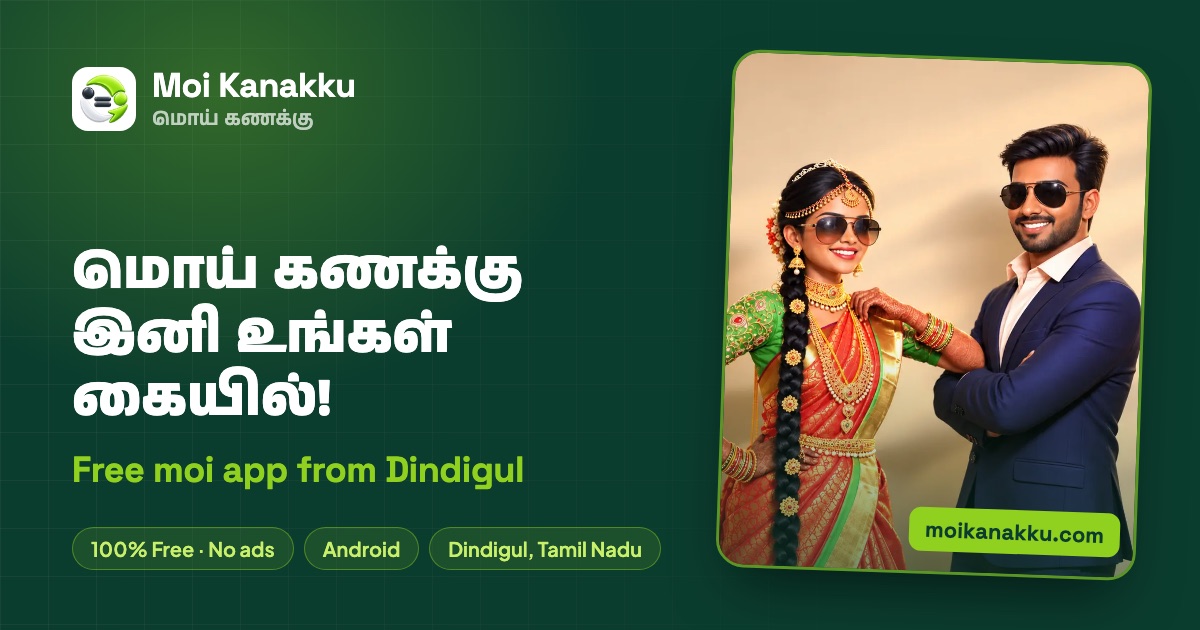 Moi Kanakku
மொய் கணக்கு
மொய் கணக்கு
இனி உங்கள்
கையில்!
Free moi app from Dindigul
100% Free · No ads
Android
Dindigul, Tamil Nadu
moikanakku.com